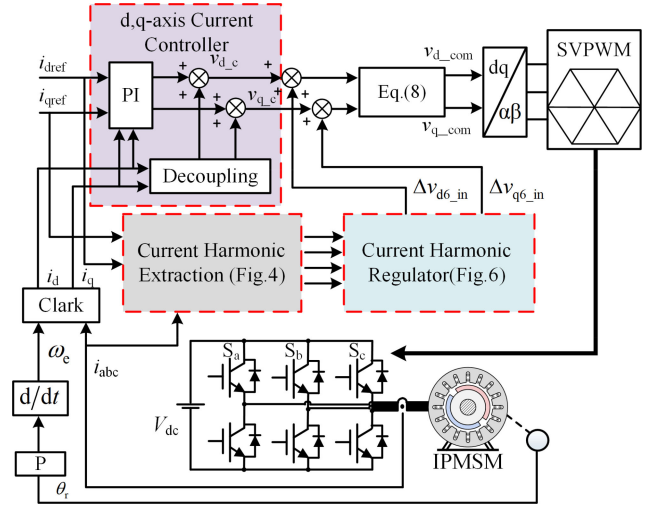 d,q-axis Current
Controller
SVPWM
i_dref
i_qref
PI
+
+
v_d_c
+
+
+
+
v_q_c
+
+
Eq.(8)
v_d_com
v_q_com
dq
αβ
Decoupling
Δv_d6_in
Δv_q6_in
Current Harmonic
Extraction (Fig.4)
Current Harmonic
Regulator(Fig.6)
i_d
i_q
Clark
ω_e
i_abc
S_a
S_b
S_c
d/dt
V_dc
P
θ_r
IPMSM